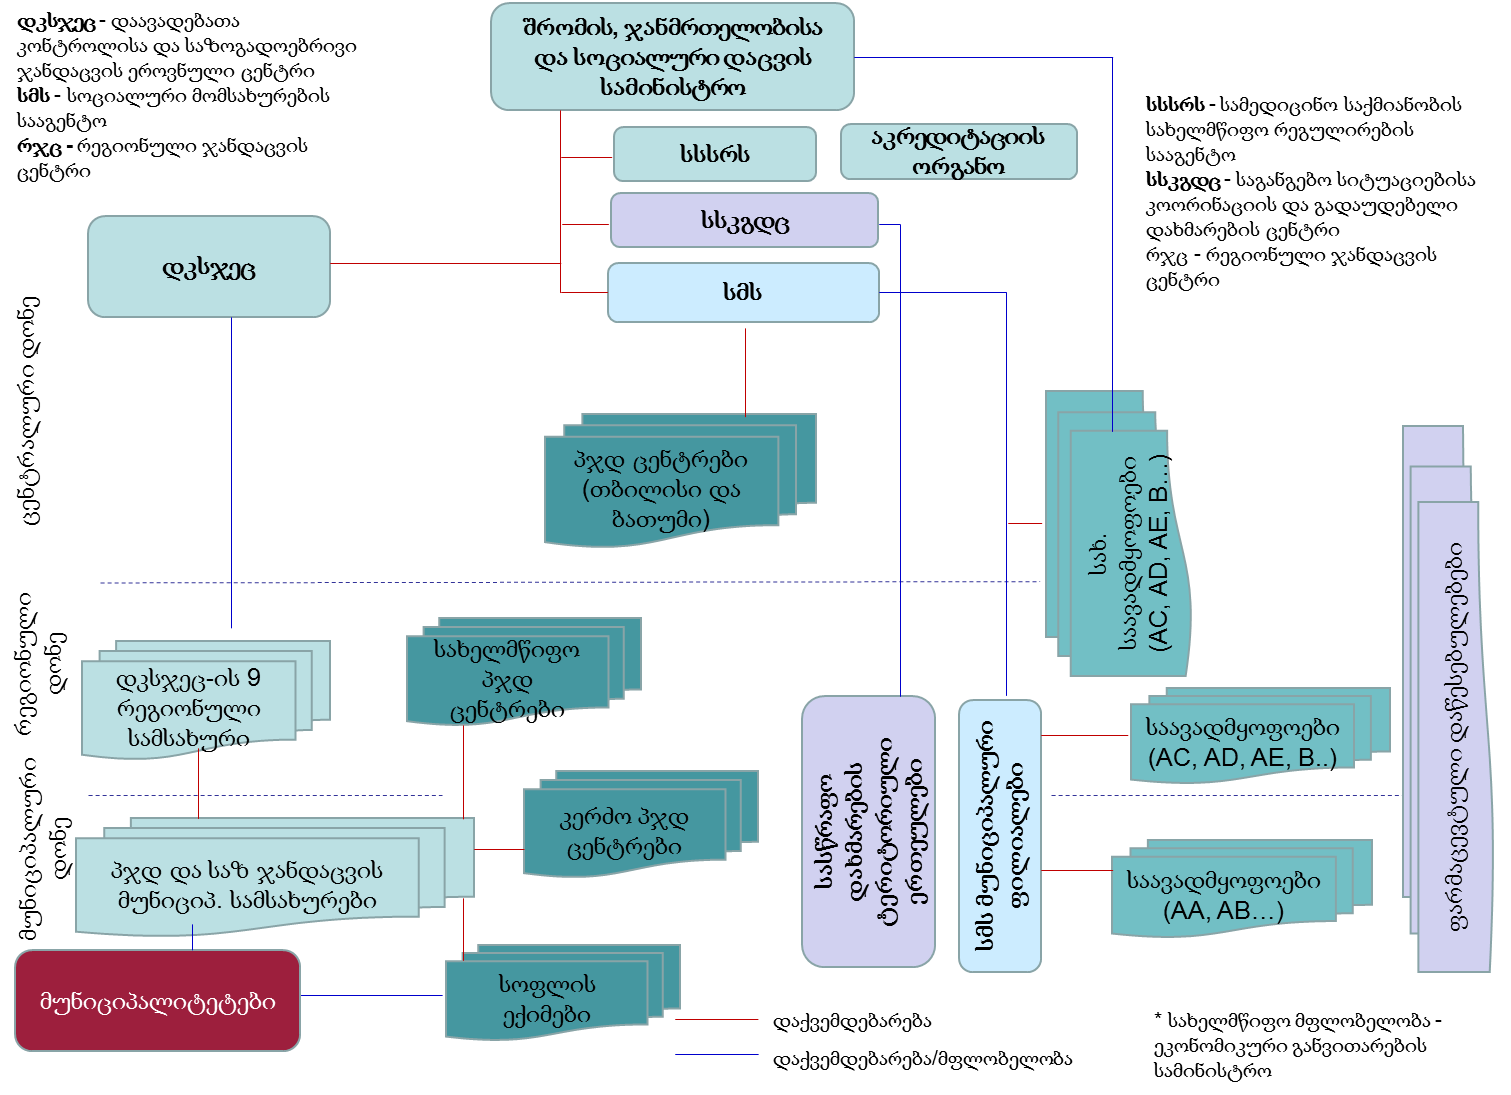 დკსჯეც - დაავადებათა
კონტროლისა და საზოგადოებრივი
ჯანდაცვის ეროვნული ცენტრი
სმს - სოციალური მომსახურების
სააგენტო
რჯც - რეგიონული ჯანდაცვის
ცენტრი
შრომის, ჯანმრთელობისა
და სოციალური დაცვის
სამინისტრო
სსსრს
აკრედიტაციის
ორგანო
სსკგდც
სმს
დკსჯეც
სსსრს - სამედიცინო საქმიანობის
სახელმწიფო რეგულირების
სააგენტო
სსკგდც - საგანგებო სიტუაციებისა
კოორინაციის და გადაუდებელი
დახმარების ცენტრი
რჯც - რეგიონული ჯანდაცვის
ცენტრი
ცენტრალური დონე
პჯდ ცენტრები
(თბილისი და
ბათუმი)
სახ.
საავადმყოფოები
(AC, AD, AE, B…)
ფარმაცევტული დაწესებულებები
რეგიონული
დონე
დკსჯეც-ის 9
რეგიონული
სამსახური
სახელმწიფო
პჯდ
ცენტრები
სასწრაფო
დახმარების
ტერიტორიული
ერთეულები
სმს მუნიციპალური
ფილიალები
საავადმყოფოები
(AC, AD, AE, B..)
მუნიციპალური
დონე
პჯდ და საზ ჯანდაცვის
მუნიციპ. სამსახურები
კერძო პჯდ
ცენტრები
საავადმყოფოები
(AA, AB…)
მუნიციპალიტეტები
სოფლის
ექიმები
დაქვემდებარება
დაქვემდებარება/მფლობელობა
* სახელმწიფო მფლობელობა -
ეკონომიკური განვითარების
სამინისტრო